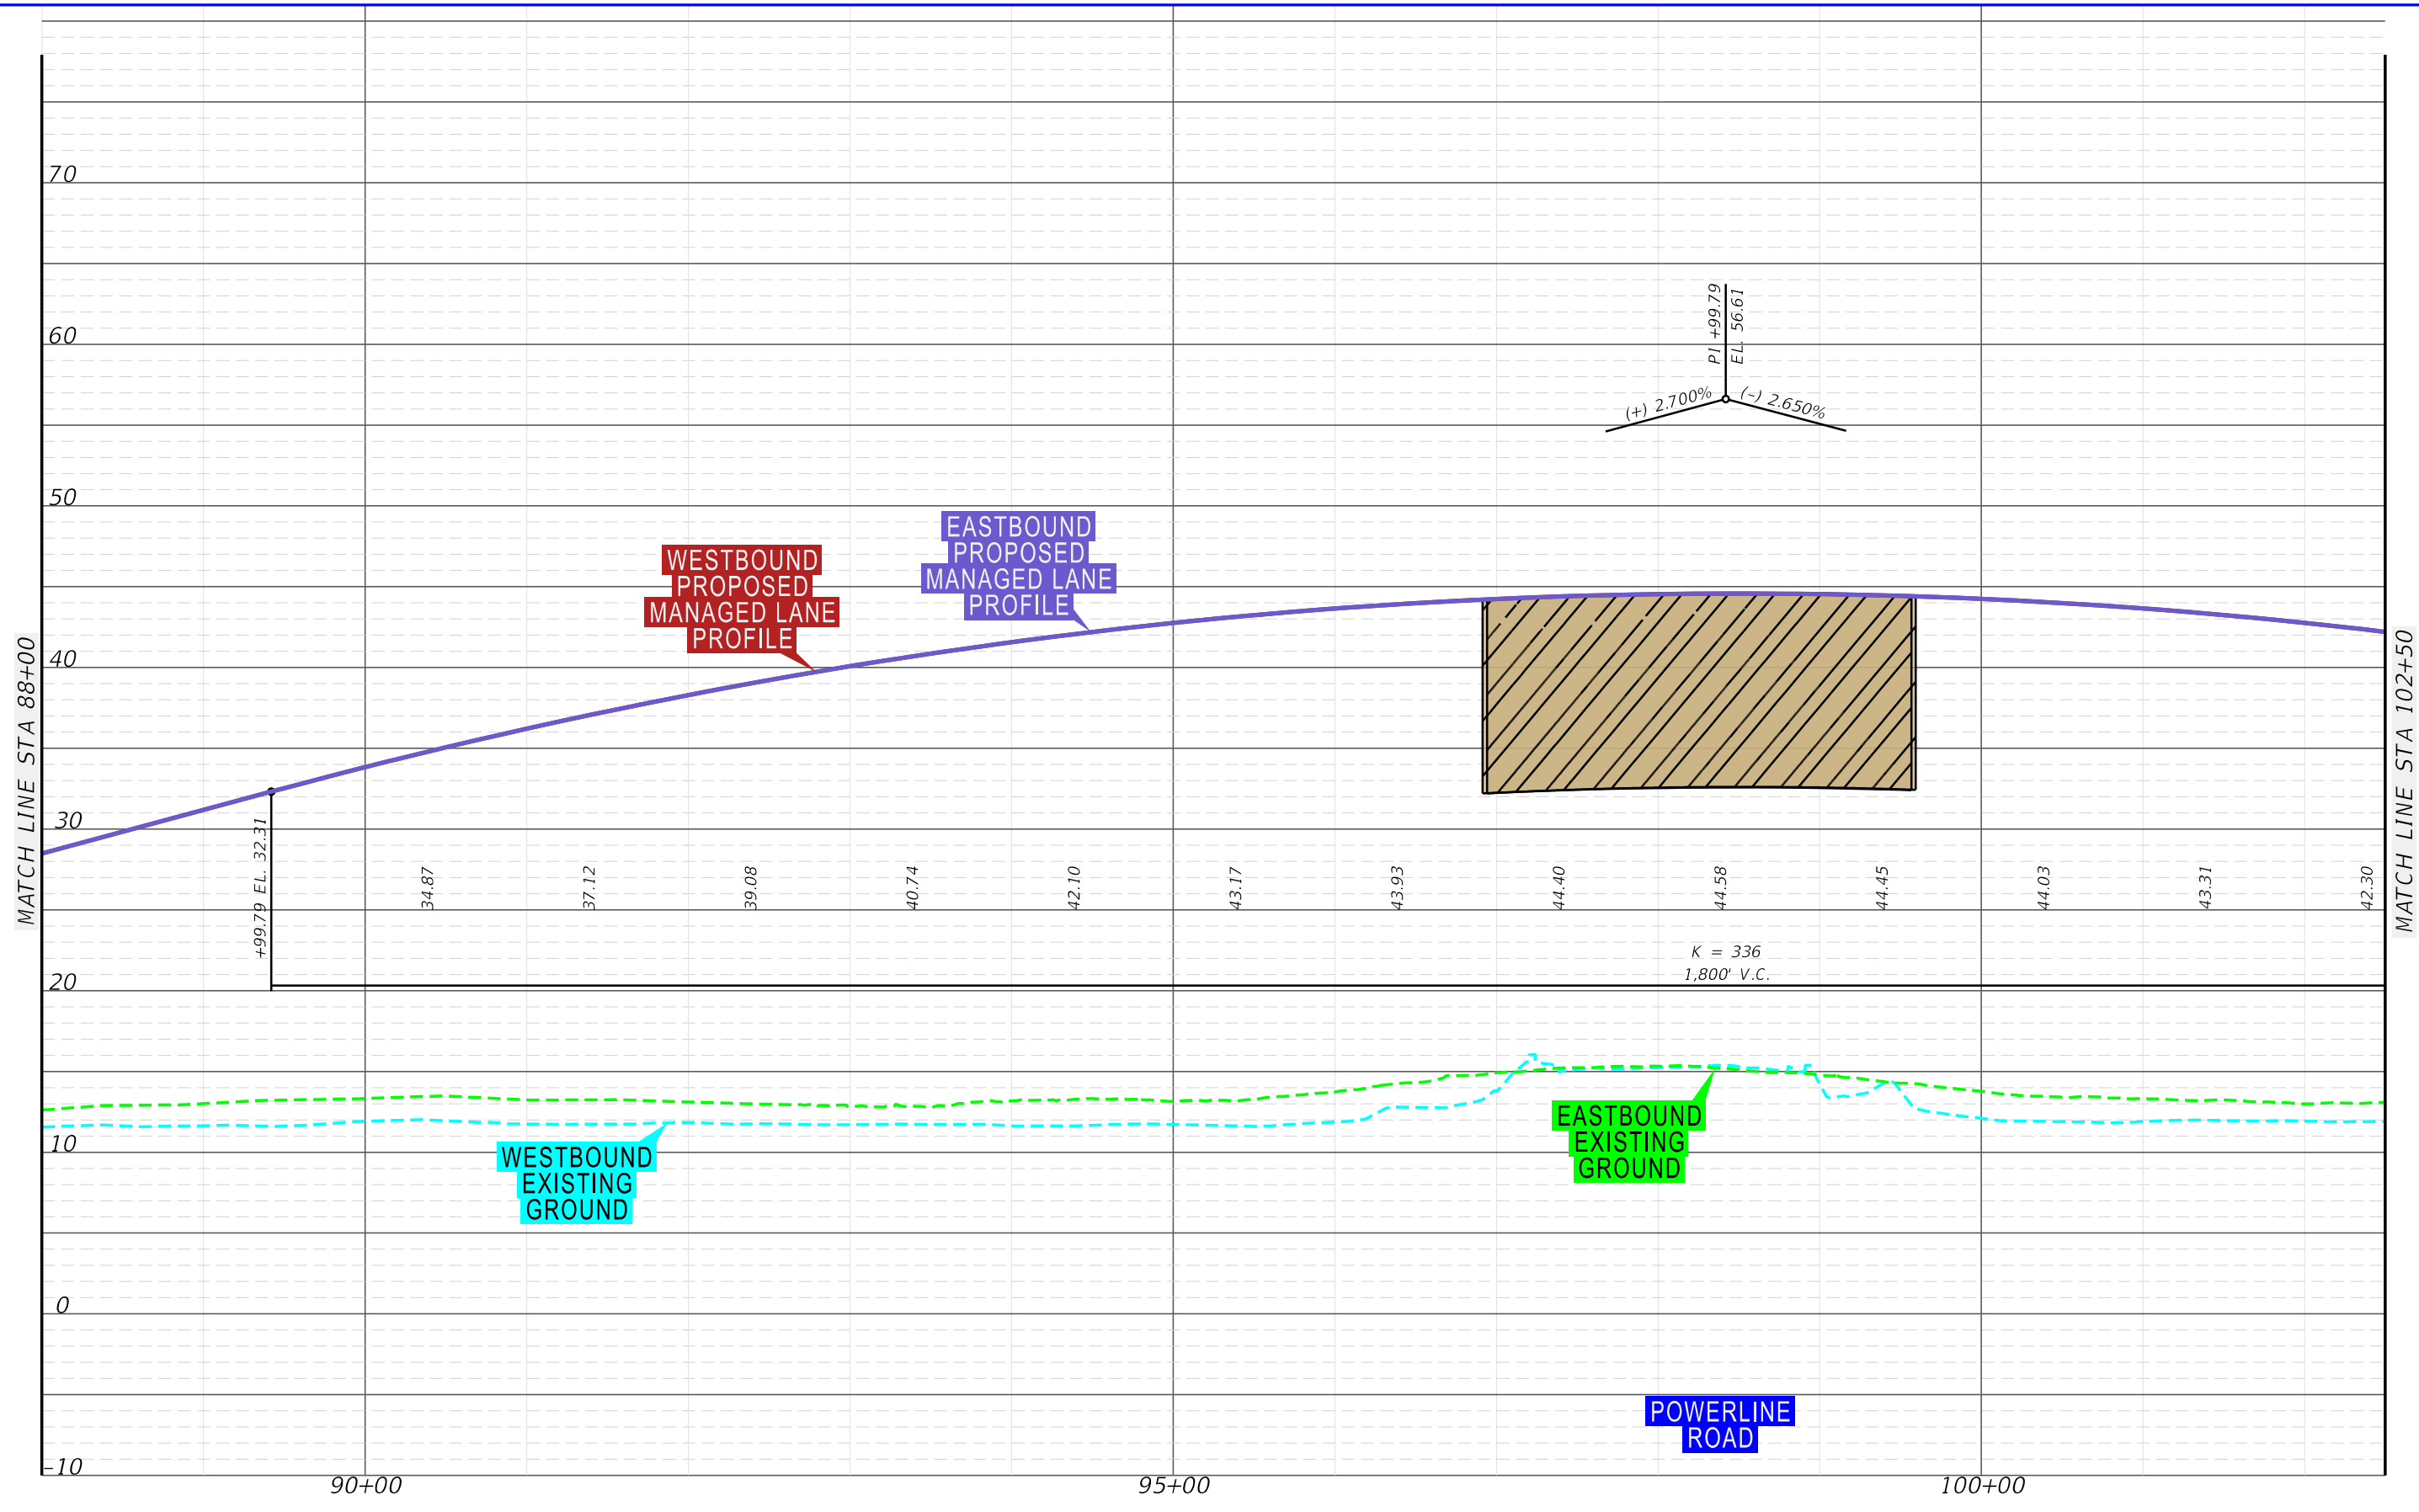 70
60
50
40
30
20
10
0
-10
MATCH LINE STA 88+00
MATCH LINE STA 102+50
PI +99.79
EL. 56.61
(+) 2.700%
(-) 2.650%
WESTBOUND
PROPOSED
MANAGED LANE
PROFILE
EASTBOUND
PROPOSED
MANAGED LANE
PROFILE
+99.79 EL. 32.31
34.87
37.12
39.08
40.74
42.10
43.17
43.93
44.40
44.58
44.45
44.03
43.31
42.30
K = 336
1,800' V.C.
WESTBOUND
EXISTING
GROUND
EASTBOUND
EXISTING
GROUND
POWERLINE
ROAD
90+00
95+00
100+00